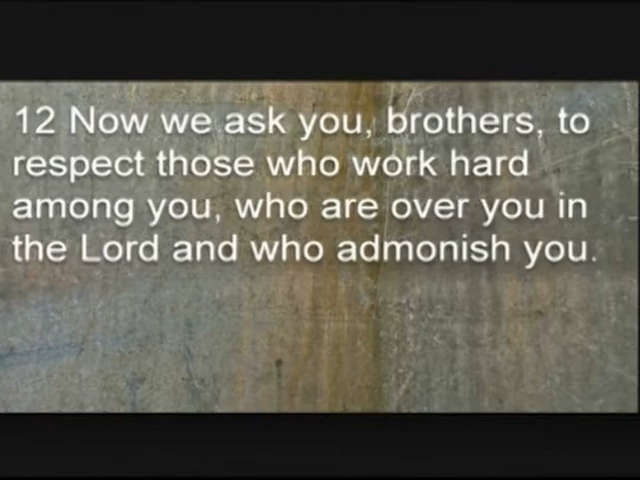 12 Now we ask you, brothers, to
respect those who work hard
among you, who are over you in
the Lord and who admonish you.